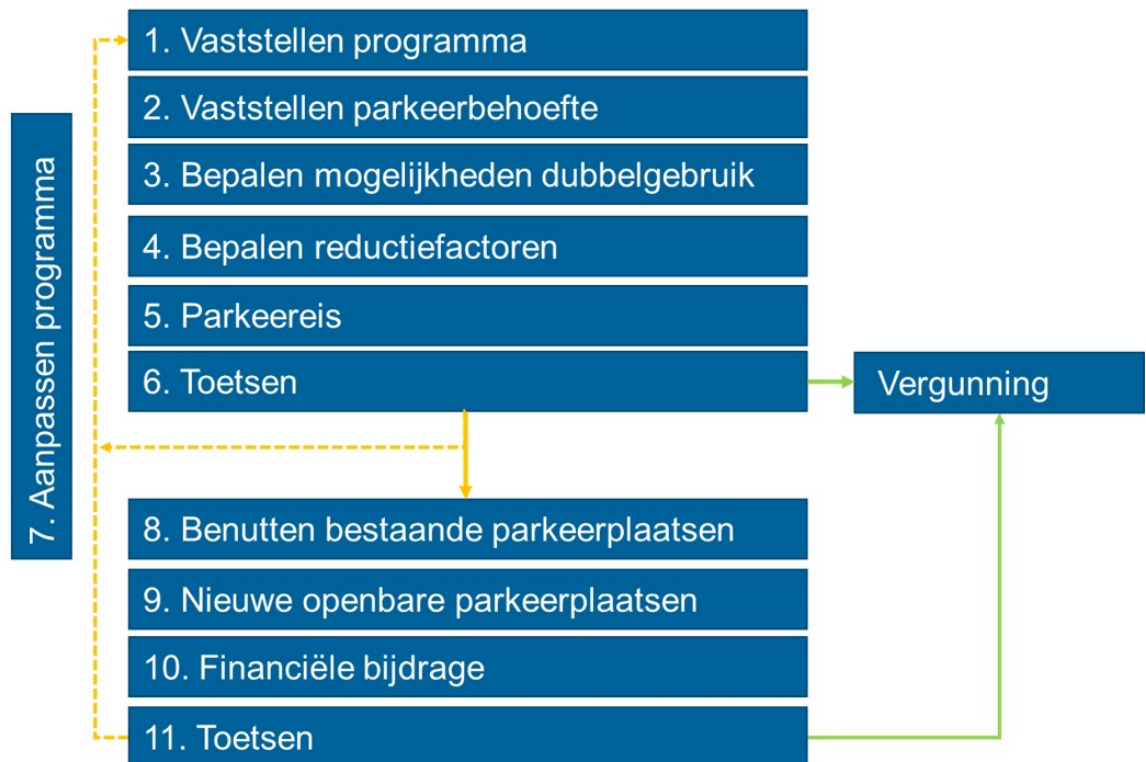 1. Vaststellen programma
2. Vaststellen parkeerbehoefte
3. Bepalen mogelijkheden dubbelgebruik
4. Bepalen reductiefactoren
5. Parkeereis
6. Toetsen
Vergunning
7. Aanpassen programma
8. Benutten bestaande parkeerplaatsen
9. Nieuwe openbare parkeerplaatsen
10. Financiële bijdrage
11. Toetsen